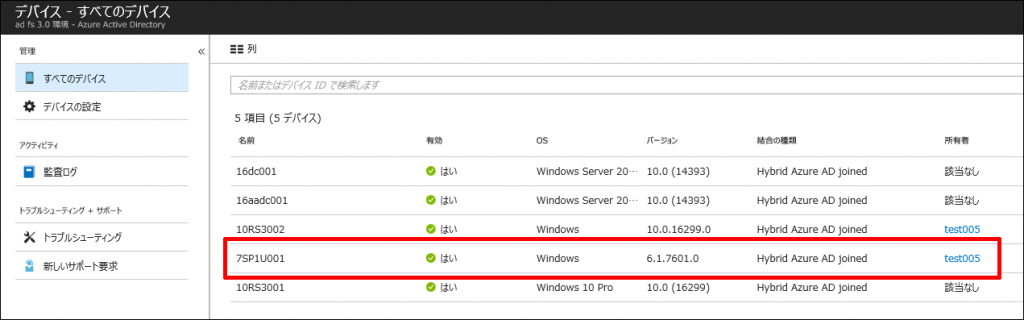 デバイス - すべてのデバイス
ad fs 3.0 環境 - Azure Active Directory
管理
«
すべてのデバイス
デバイスの設定
アクティビティ
監査ログ
トラブルシューティング + サポート
トラブルシューティング
新しいサポート要求
列
名前またはデバイス ID で検索します
5 項目 (5 デバイス)
名前 有効 OS バージョン 結合の種類 所有者
16dc001 はい Windows Server 20… 10.0 (14393) Hybrid Azure AD joined 該当なし
16aadc001 はい Windows Server 20… 10.0 (14393) Hybrid Azure AD joined 該当なし
10RS3002 はい Windows 10.0.16299.0 Hybrid Azure AD joined test005
7SP1U001 はい Windows 6.1.7601.0 Hybrid Azure AD joined test005
10RS3001 はい Windows 10 Pro 10.0 (16299) Hybrid Azure AD joined 該当なし